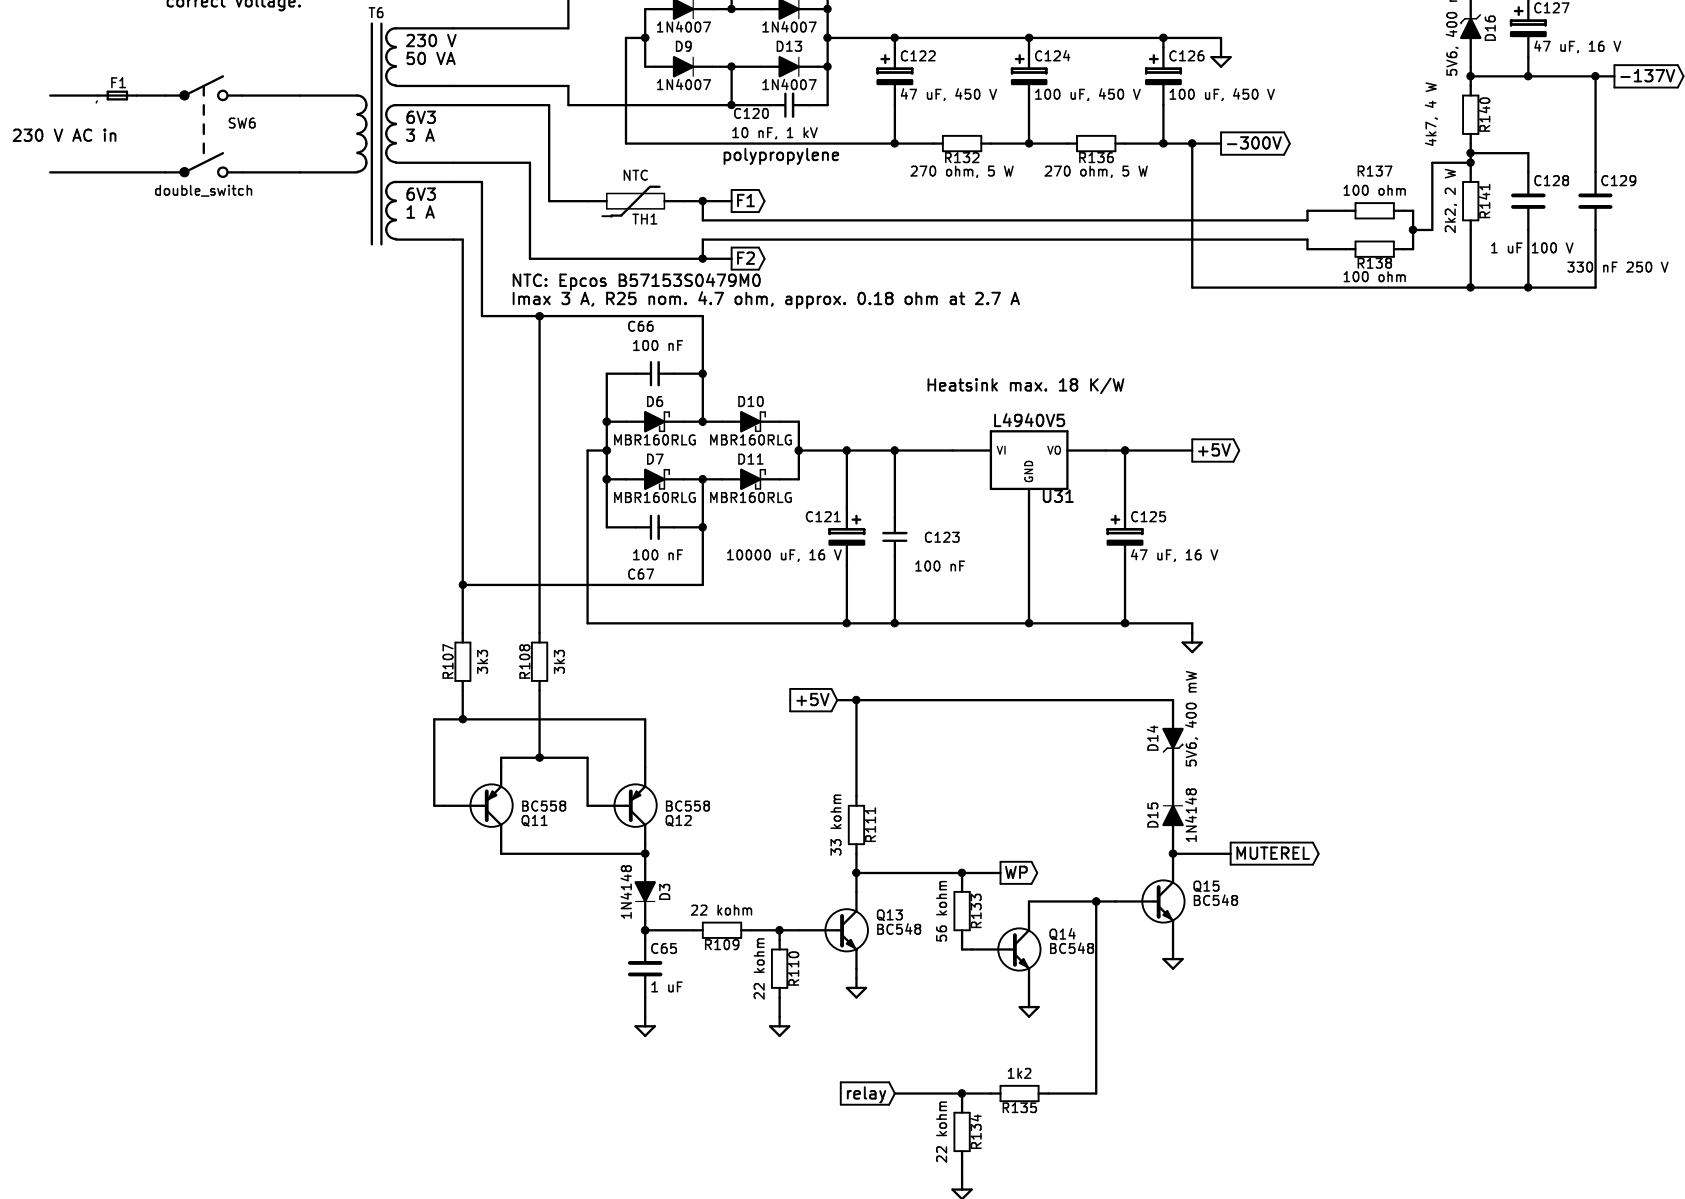 correct voltage.
T6
230 V
50 VA
F1
SW6
230 V AC in
double_switch
6V3
3 A
6V3
1 A
1N4007
1N4007
D9
D13
1N4007
1N4007
C120
10 nF, 1 kV
polypropylene
C122
47 uF, 450 V
C124
100 uF, 450 V
C126
100 uF, 450 V
R132
270 ohm, 5 W
R136
270 ohm, 5 W
-300V
D16
C127
47 uF, 16 V
-137V
R140
4k7, 4 W
R141
2k2, 2 W
C128
1 uF 100 V
C129
330 nF 250 V
R137
100 ohm
R138
100 ohm
NTC
TH1
F1
F2
NTC: Epcos B57153S0479M0
Imax 3 A, R25 nom. 4.7 ohm, approx. 0.18 ohm at 2.7 A
C66
100 nF
D6
MBR160RLG
D10
MBR160RLG
D7
MBR160RLG
D11
MBR160RLG
100 nF
C67
Heatsink max. 18 K/W
L4940V5
VI
VO
GND
U31
+5V
C121
10000 uF, 16 V
C123
100 nF
C125
47 uF, 16 V
R107
3k3
R108
3k3
BC558
Q11
BC558
Q12
1N4148
D3
C65
1 uF
22 kohm
R109
22 kohm
R110
+5V
33 kohm
R111
Q13
BC548
WP
56 kohm
R133
Q14
BC548
D14
5V6, 400 mW
D15
1N4148
MUTEREL
Q15
BC548
relay
1k2
R135
22 kohm
R134